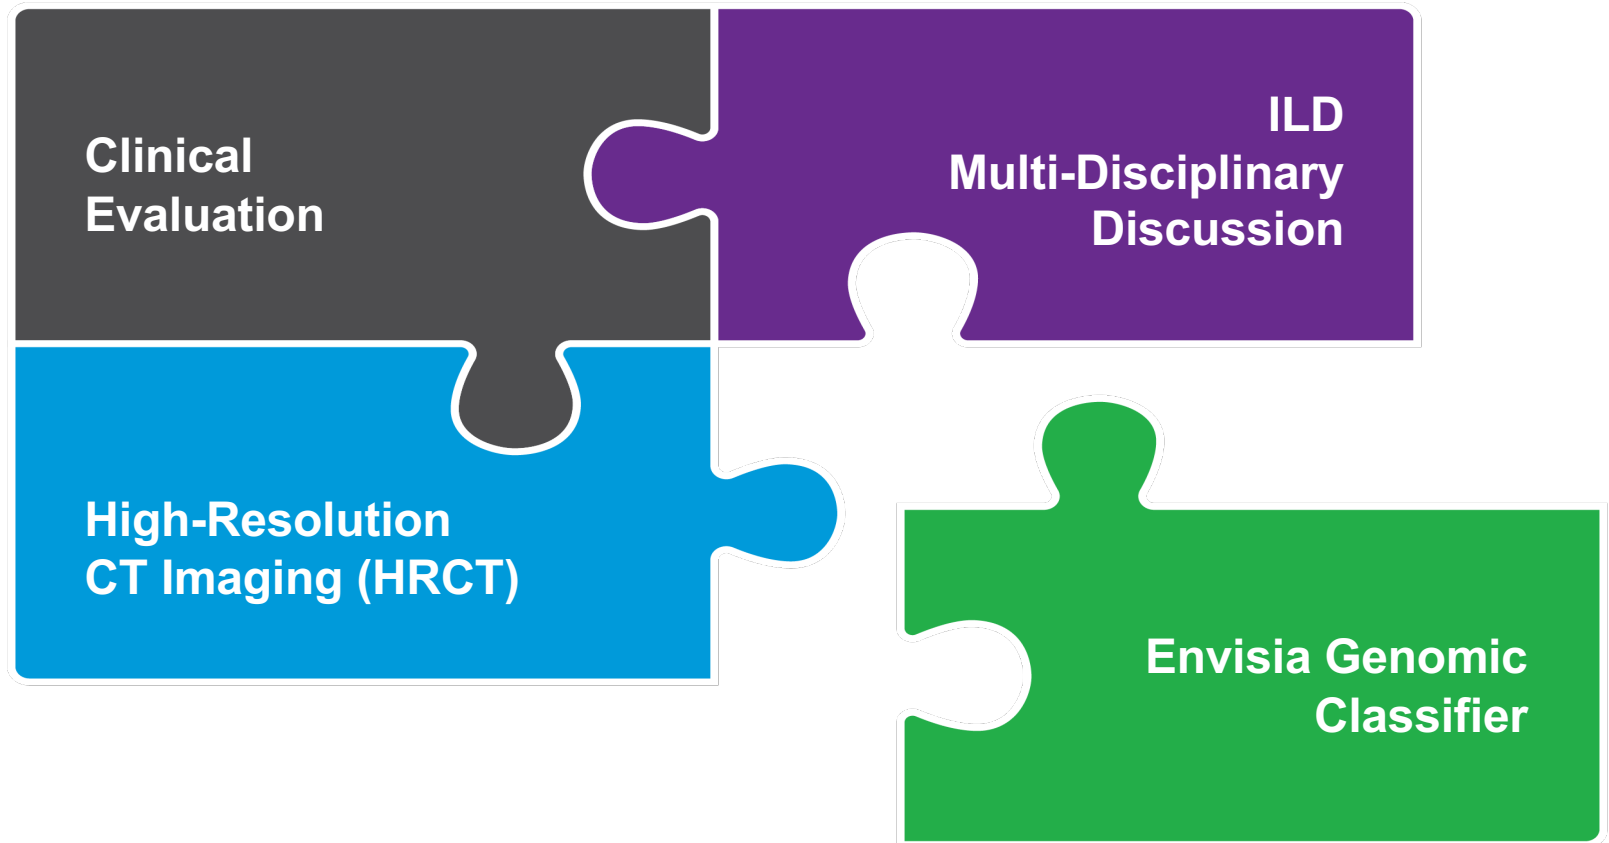 Clinical
Evaluation
ILD
Multi-Disciplinary
Discussion
High-Resolution
CT Imaging (HRCT)
Envisia Genomic
Classifier